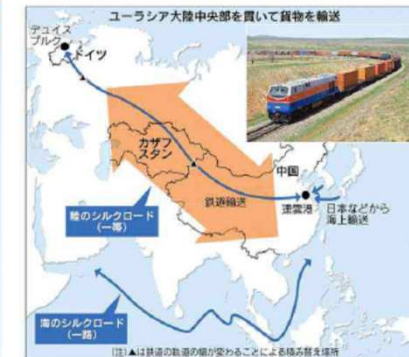 ユーラシア大陸中央部を貫いて貨物を輸送
デュイス
ブルク
ドイツ
カザフ
スタン
中国
鉄道輸送
連雲港
日本などから
海上輸送
陸のシルクロード
(一帯)
海のシルクロード
(一路)
(注)▲は鉄道の軌道の幅が変わることによる積み替え場所